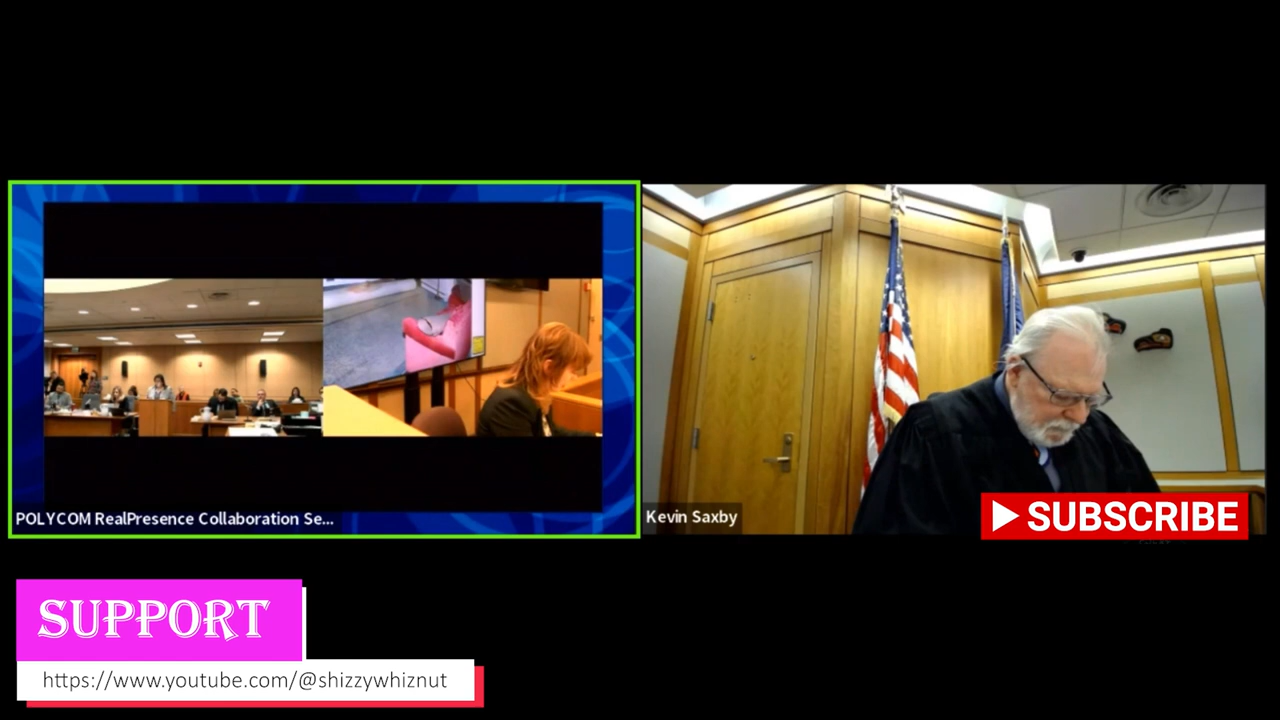 POLYCOM RealPresence Collaboration Se...
Kevin Saxby
SUBSCRIBE
SUPPORT
https://www.youtube.com/@shizzywhiznut